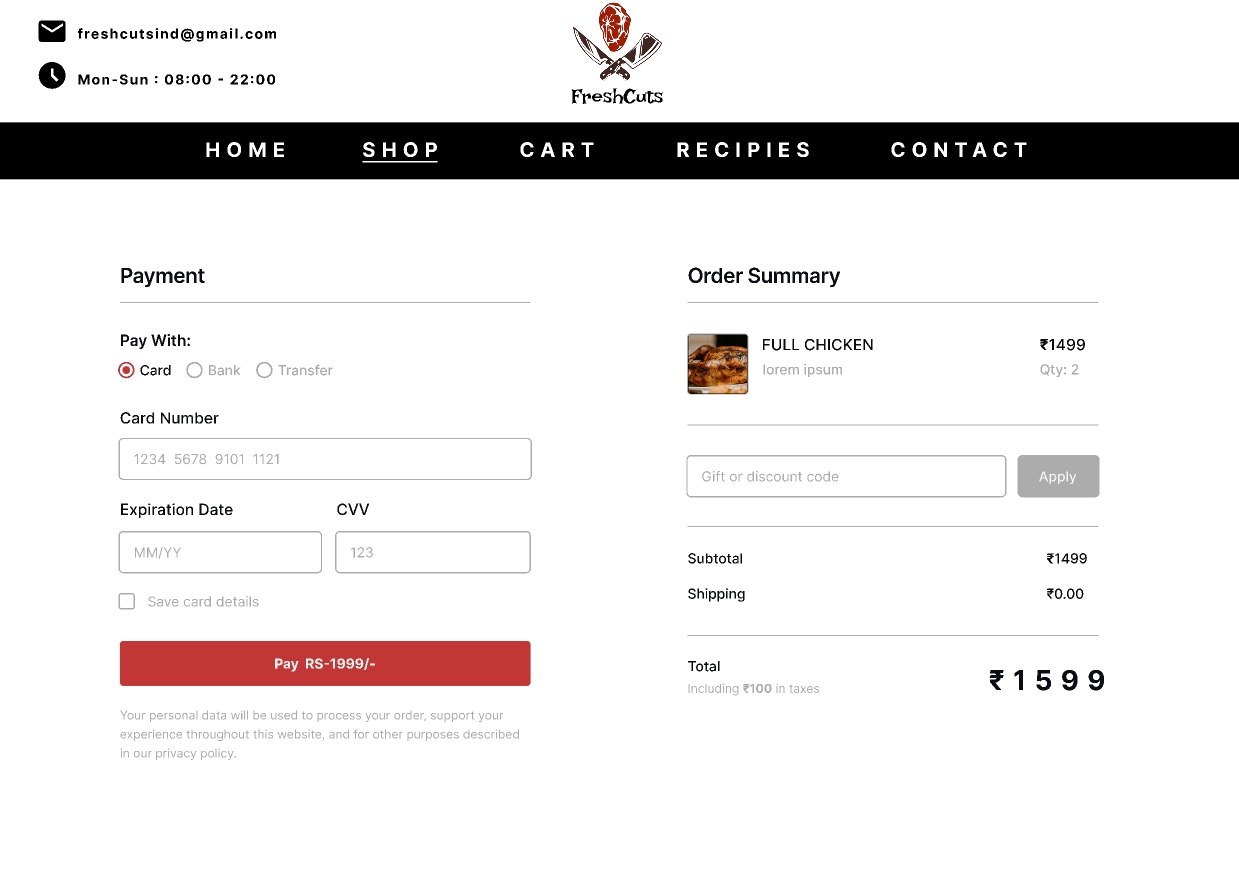 freshcutsind@gmail.com
Mon-Sun : 08:00 - 22:00
FreshCuts
HOME SHOP CART RECIPIES CONTACT
Payment
Pay With:
Card Bank Transfer
Card Number
1234 5678 9101 1121
Expiration Date CVV
MM/YY 123
Save card details
Pay RS-1999/-
Your personal data will be used to process your order, support your
experience throughout this website, and for other purposes described
in our privacy policy.
Order Summary
FULL CHICKEN ₹1499
lorem ipsum Qty: 2
Gift or discount code Apply
Subtotal ₹1499
Shipping ₹0.00
Total
Including ₹100 in taxes
₹1599